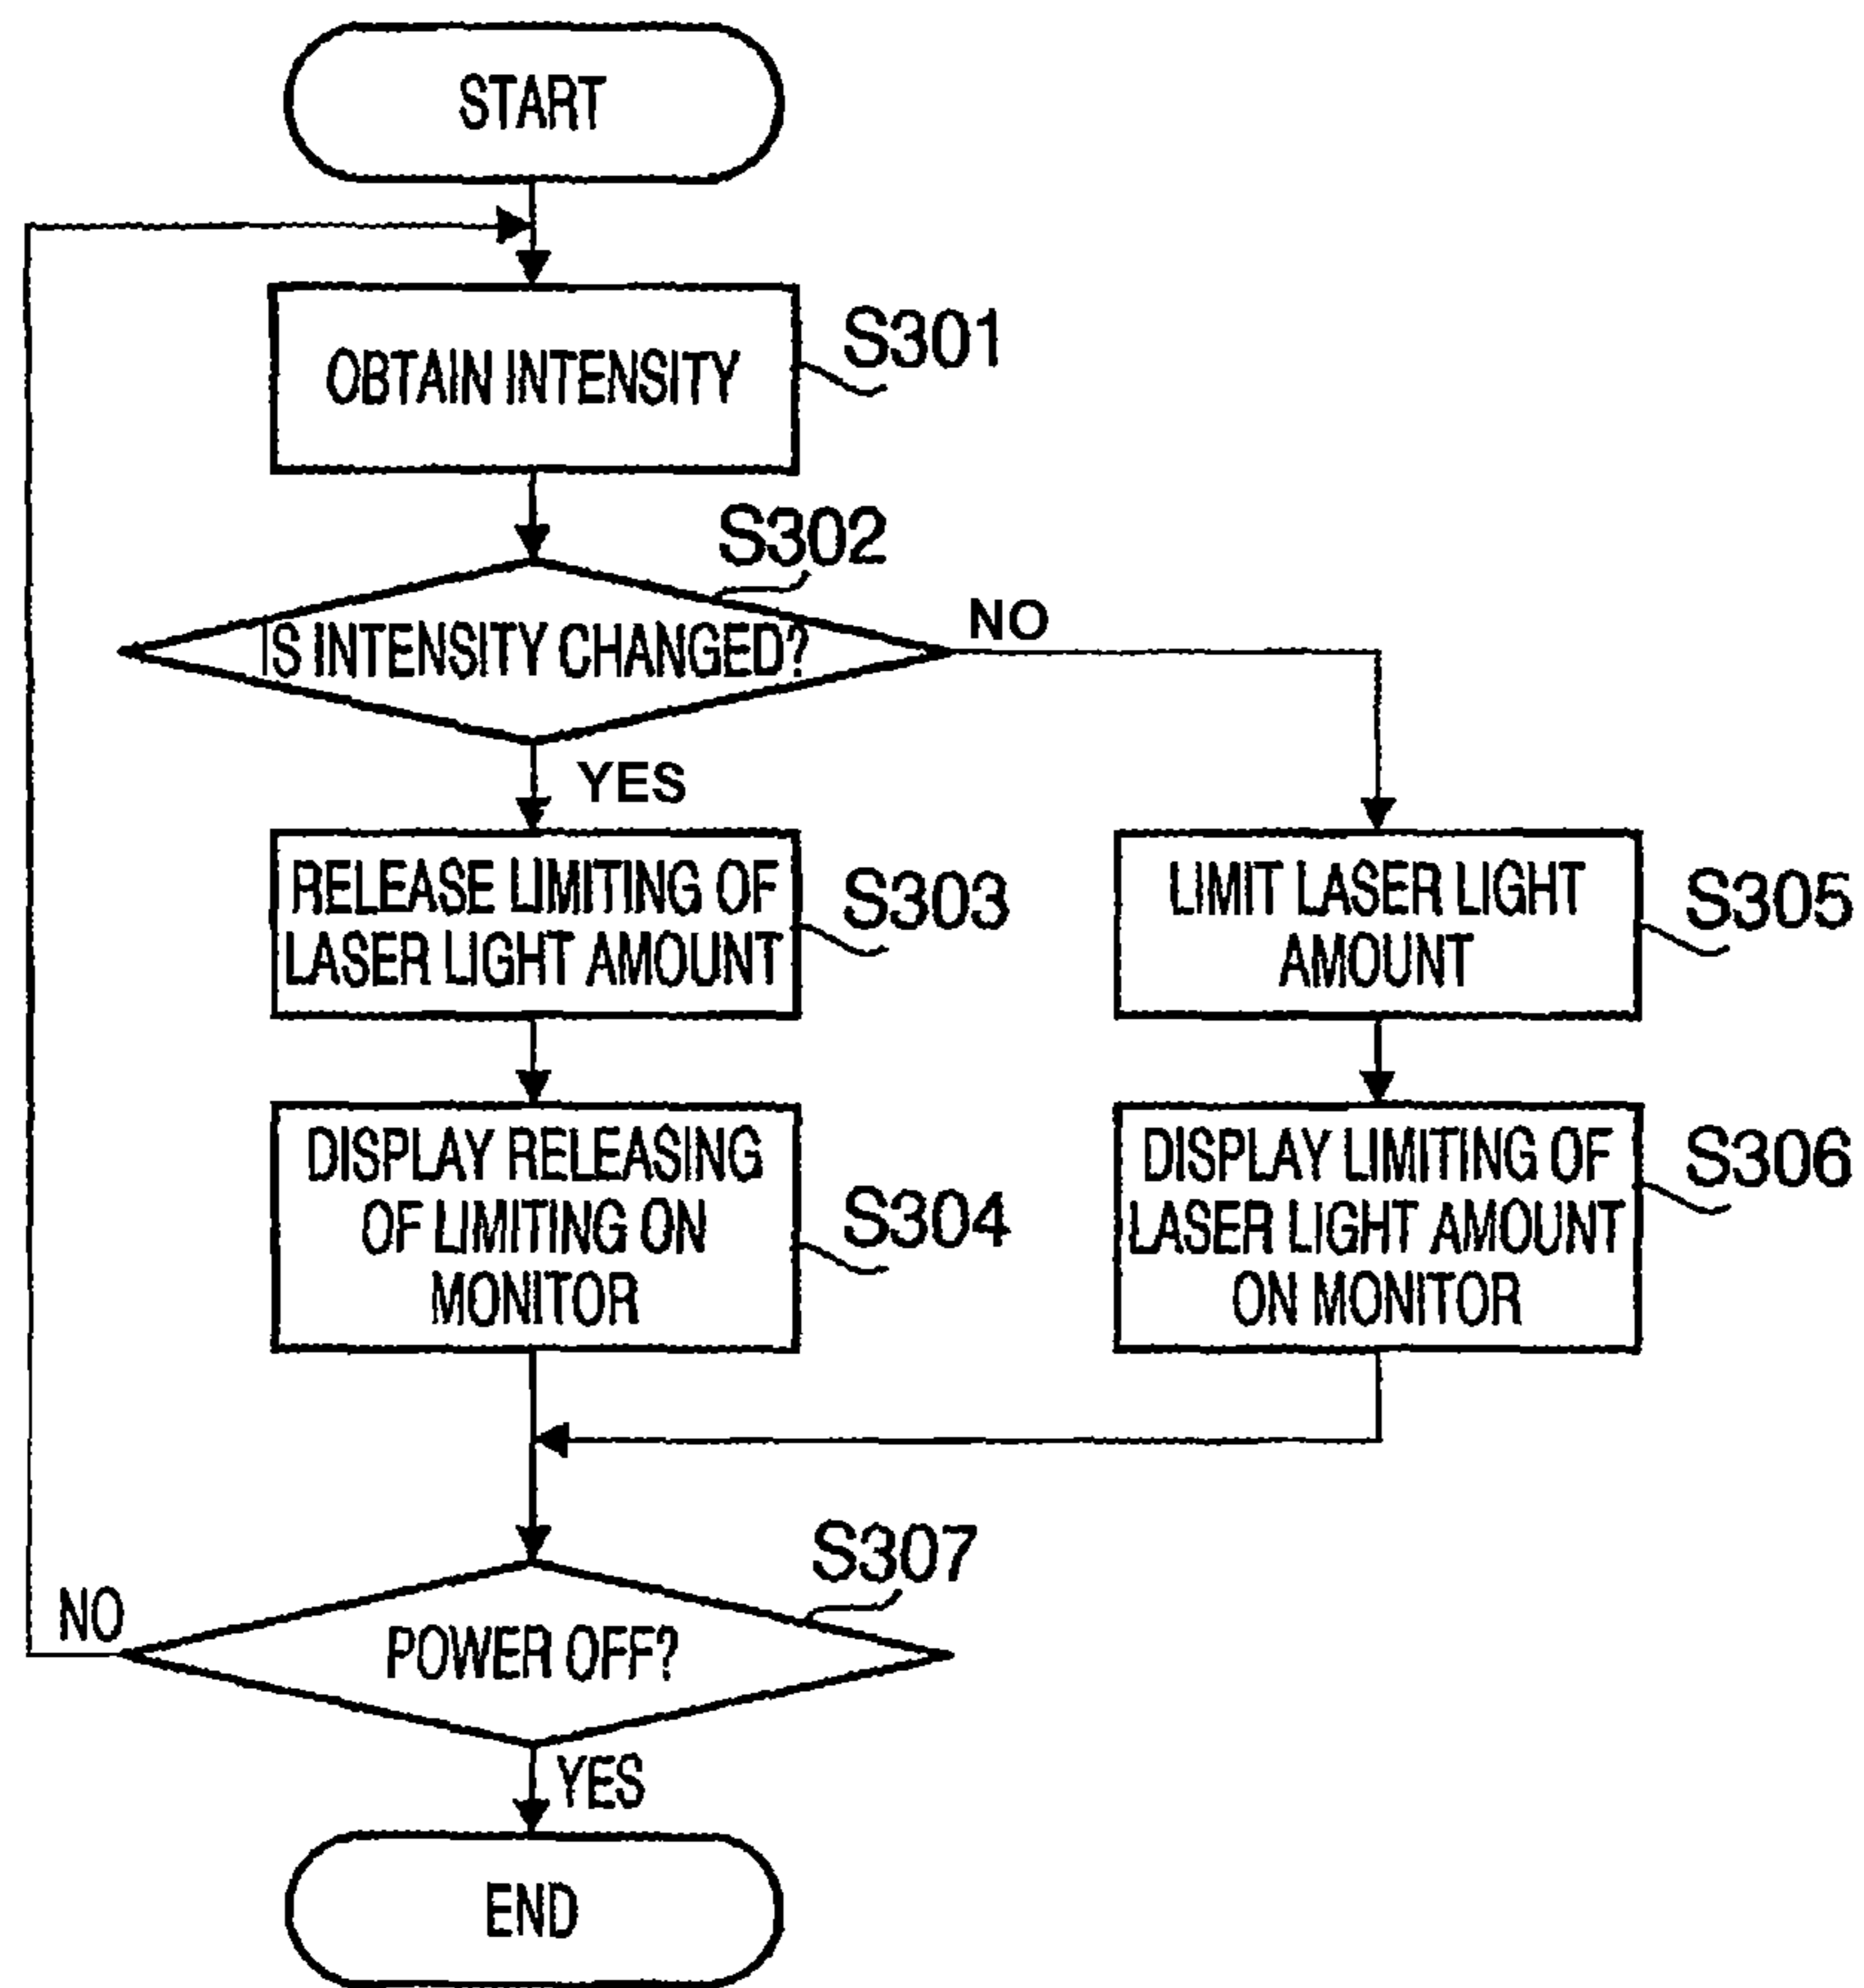 START
OBTAIN INTENSITY
S301
S302
IS INTENSITY CHANGED?
NO
YES
RELEASE LIMITING OF
LASER LIGHT AMOUNT
S303
LIMIT LASER LIGHT
AMOUNT
S305
DISPLAY RELEASING
OF LIMITING ON
MONITOR
S304
DISPLAY LIMITING OF
LASER LIGHT AMOUNT
ON MONITOR
S306
S307
POWER OFF?
NO
YES
END